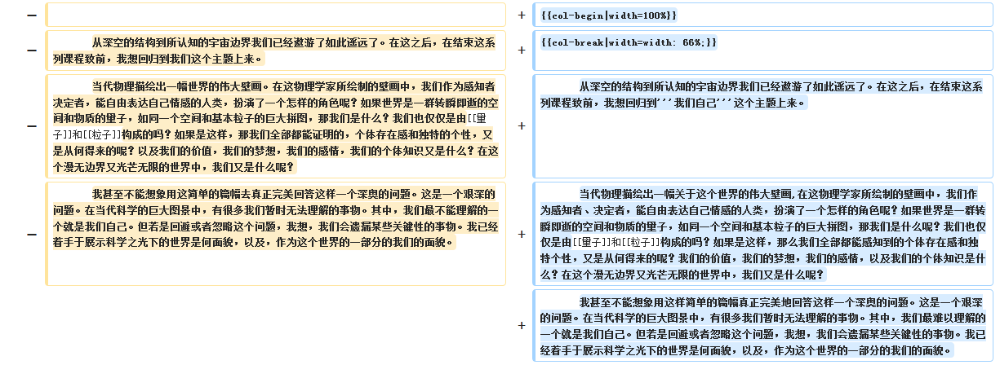 −
+ {{col-begin|width=100%}}
− 从深空的结构到所认知的宇宙边界我们已经遨游了如此遥远了。在这之后，在结束这系
列课程致前，我想回归到我们这个主题上来。
+ {{col-break|width=width: 66%;}}
− 当代物理描绘出一幅世界的伟大壁画。在这物理学家所绘制的壁画中，我们作为感知者
决定者，能自由表达自己情感的人类，扮演了一个怎样的角色呢？如果世界是一群转瞬即逝的空
间和物质的量子，如同一个空间和基本粒子的巨大拼图，那我们是什么？我们也仅仅是由[[量
子]]和[[粒子]]构成的吗？如果是这样，那我们全部都能证明的，个体存在感和独特的个性，又
是从何得来的呢？以及我们的价值，我们的梦想，我们的感情，我们的个体知识又是什么？在这
个漫无边界又光芒无限的世界中，我们又是什么呢？
+ 从深空的结构到所认知的宇宙边界我们已经遨游了如此遥远了。在这之后，在结束这系
列课程致前，我想回归到'''我们自己'''这个主题上来。
− 我甚至不能想象用这简单的篇幅去真正完美回答这样一个深奥的问题。这是一个艰深的
问题。在当代科学的巨大图景中，有很多我们暂时无法理解的事物。其中，我们最不能理解的一
个就是我们自己。但若是回避或者忽略这个问题，我想，我们会遗漏某些关键性的事物。我已经
着手于展示科学之光下的世界是何面貌，以及，作为这个世界的一部分的我们的面貌。
+ 当代物理描绘出一幅关于这个世界的伟大壁画,在这物理学家所绘制的壁画中，我们作
为感知者、决定者，能自由表达自己情感的人类，扮演了一个怎样的角色呢？如果世界是一群转
瞬即逝的空间和物质的量子，如同一个空间和基本粒子的巨大拼图，那我们是什么？我们也仅
仅是由[[量子]]和[[粒子]]构成的吗？如果是这样，那么我们全部都能感知到的个体存在感和独
特个性，又是从何得来的呢？我们的价值，我们的梦想，我们的感情，以及我们的个体知识是什
么？在这个漫无边界又光芒无限的世界中，我们又是什么呢？
+ 我甚至不能想象用这样简单的篇幅真正完美地回答这样一个深奥的问题。这是一个艰深
的问题。在当代科学的巨大图景中，有很多我们暂时无法理解的事物。其中，我们最难以理解的
一个就是我们自己。但若是回避或者忽略这个问题，我想，我们会遗漏某些关键性的事物。我已
经着手于展示科学之光下的世界是何面貌，以及，作为这个世界的一部分的我们的面貌。